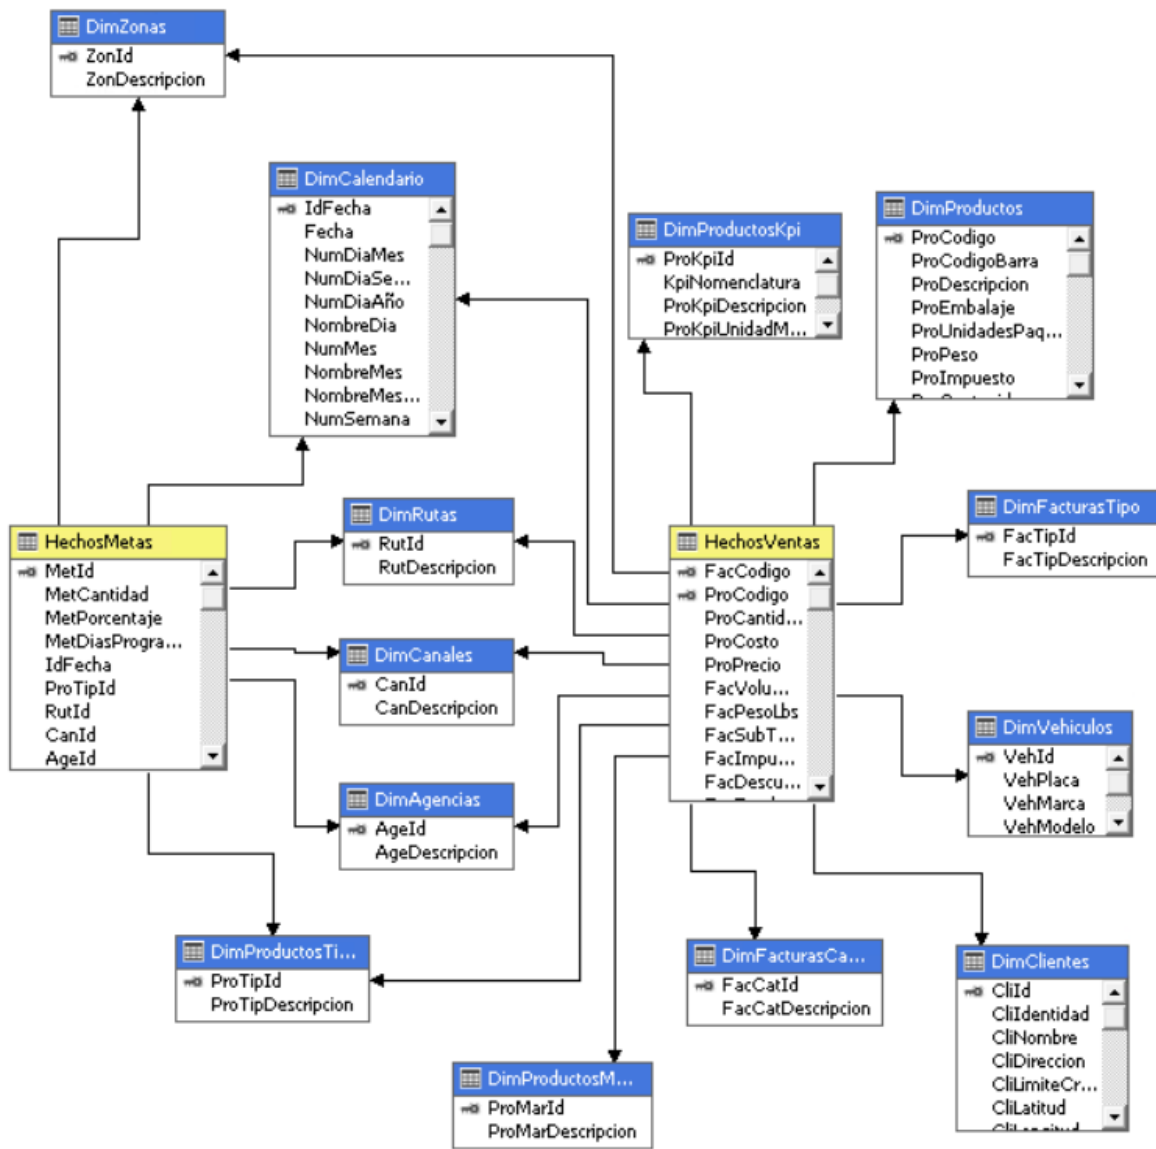 DimZonas
ZonId
ZonDescripcion
DimCalendario
IdFecha
Fecha
NumDiaMes
NumDiaSe...
NumDiaAño
NombreDia
NumMes
NombreMes
NombreMes...
NumSemana
DimProductosKpi
ProKpiId
KpiNomenclatura
ProKpiDescripcion
ProKpiUnidadM...
DimProductos
ProCodigo
ProCodigoBarra
ProDescripcion
ProEmbalaje
ProUnidadesPaq...
ProPeso
ProImpuesto
HechosMetas
MetId
MetCantidad
MetPorcentaje
MetDiasProgra...
IdFecha
ProTipId
RutId
CanId
AgeId
DimRutas
RutId
RutDescripcion
DimCanales
CanId
CanDescripcion
DimAgencias
AgeId
AgeDescripcion
HechosVentas
FacCodigo
ProCodigo
ProCantid...
ProCosto
ProPrecio
FacVolu...
FacPesoLbs
FacSubT...
FacImpu...
FacDescu...
DimFacturasTipo
FacTipId
FacTipDescripcion
DimVehiculos
VehId
VehPlaca
VehMarca
VehModelo
DimProductosTi...
ProTipId
ProTipDescripcion
DimFacturasCa...
FacCatId
FacCatDescripcion
DimClientes
CliId
CliIdentidad
CliNombre
CliDireccion
CliLimiteCr...
CliLatitud
DimProductosM...
ProMarId
ProMarDescripcion